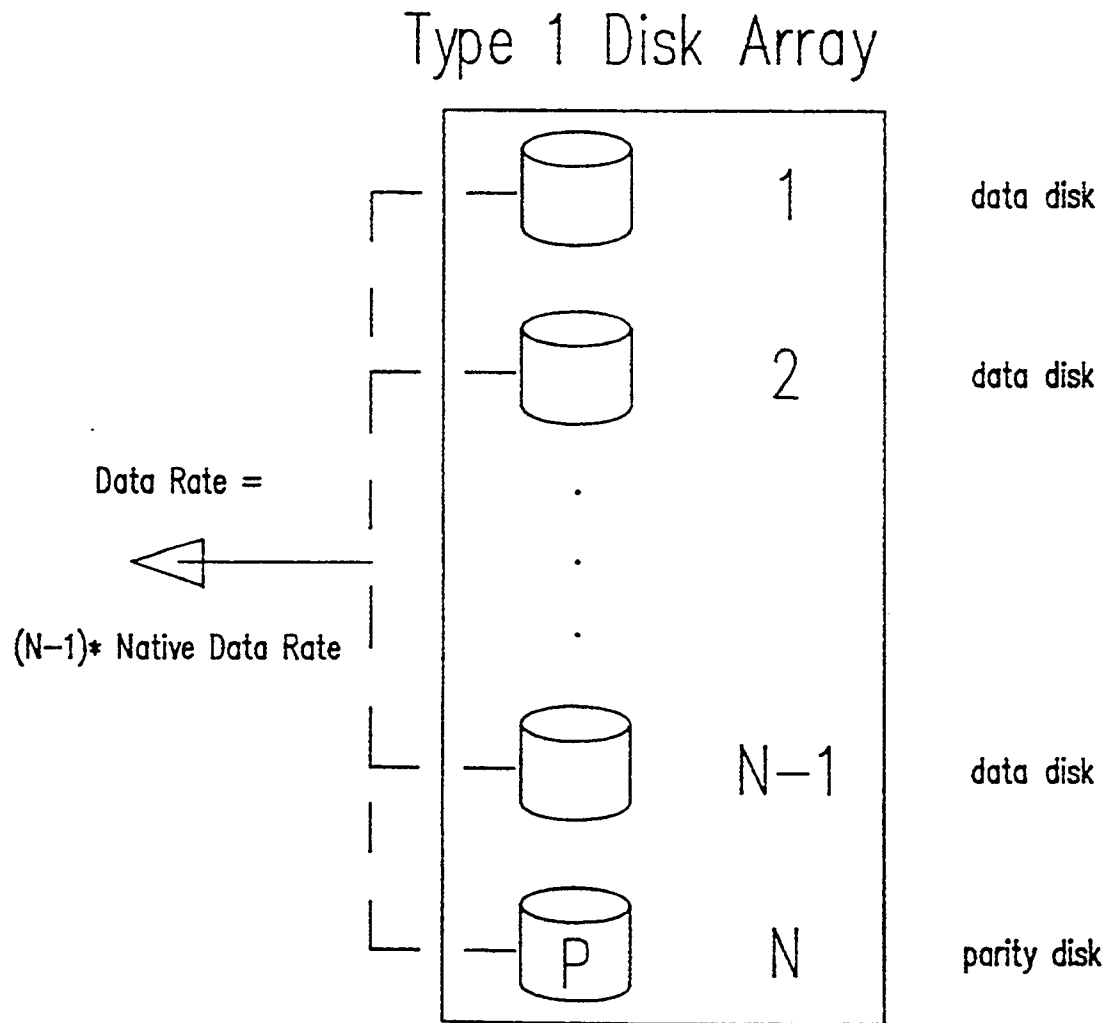 Type 1 Disk Array
1 data disk
2 data disk
Data Rate =
(N-1)* Native Data Rate
N-1 data disk
P N parity disk